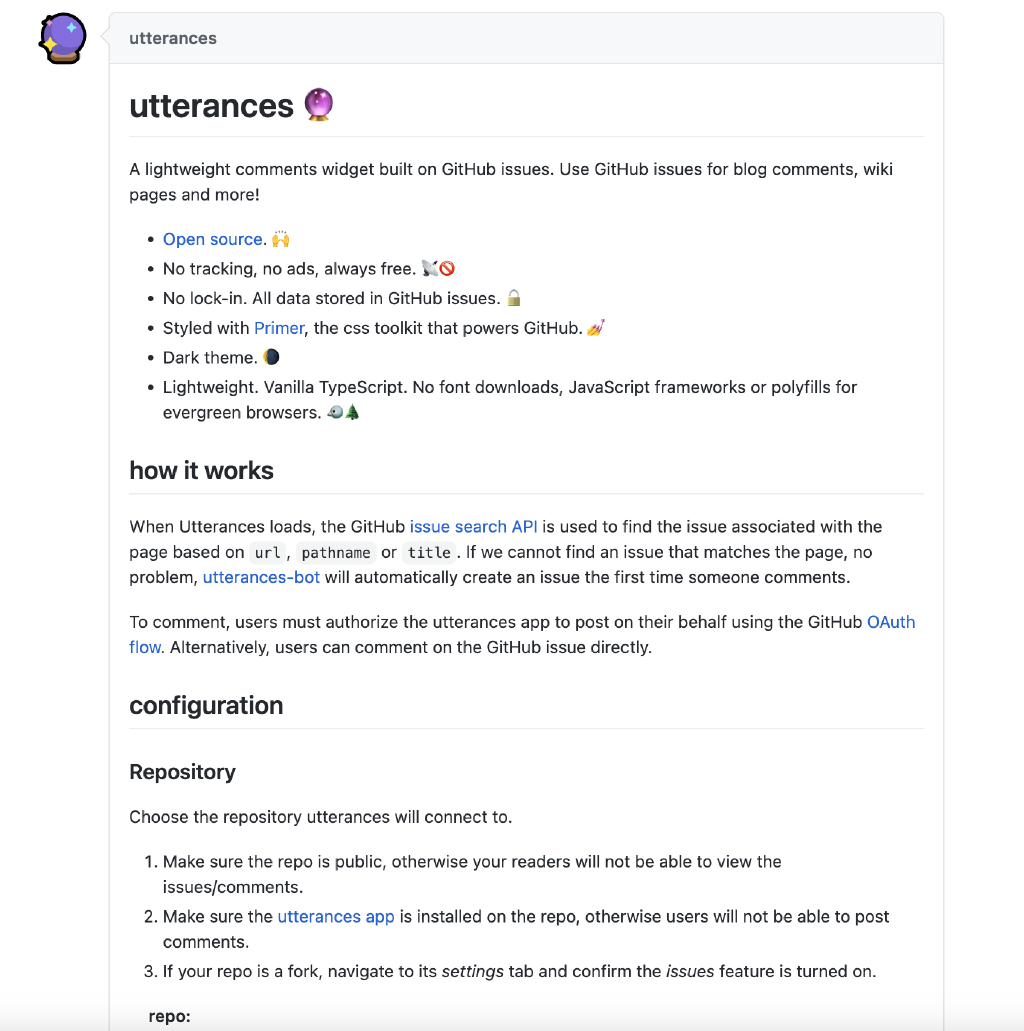 utterances
utterances 🔮
A lightweight comments widget built on GitHub issues. Use GitHub issues for blog comments, wiki
pages and more!
• Open source. 🙌
• No tracking, no ads, always free. 📡🚫
• No lock-in. All data stored in GitHub issues. 🔓
• Styled with Primer, the css toolkit that powers GitHub. 💅
• Dark theme. 🌘
• Lightweight. Vanilla TypeScript. No font downloads, JavaScript frameworks or polyfills for
evergreen browsers. 🐦🌲
how it works
When Utterances loads, the GitHub issue search API is used to find the issue associated with the
page based on url, pathname or title. If we cannot find an issue that matches the page, no
problem, utterances-bot will automatically create an issue the first time someone comments.
To comment, users must authorize the utterances app to post on their behalf using the GitHub OAuth
flow. Alternatively, users can comment on the GitHub issue directly.
configuration
Repository
Choose the repository utterances will connect to.
1. Make sure the repo is public, otherwise your readers will not be able to view the
issues/comments.
2. Make sure the utterances app is installed on the repo, otherwise users will not be able to post
comments.
3. If your repo is a fork, navigate to its settings tab and confirm the issues feature is turned on.
repo: